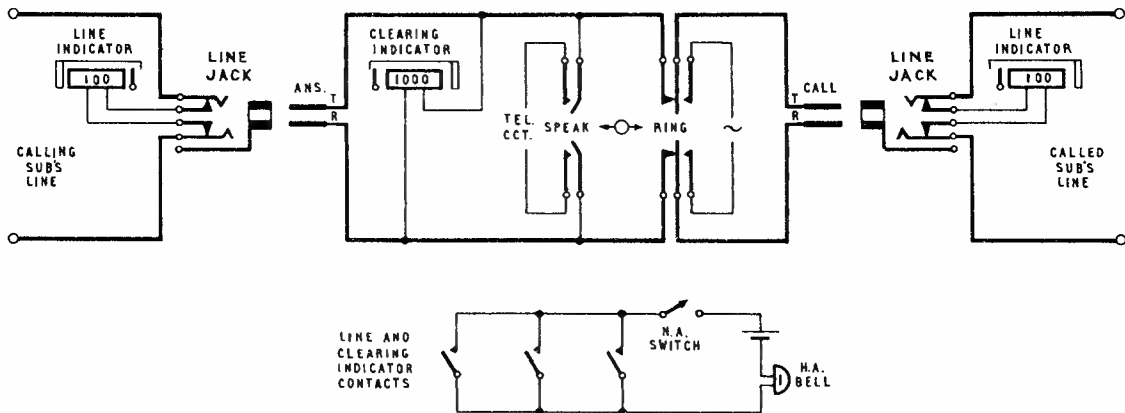 LINE
INDICATOR
100
LINE
JACK
CALLING
SUB'S
LINE
ANS. T
R
CLEARING
INDICATOR
1000
TEL.
CCT.
SPEAK
RING
~
T CALL
R
LINE
JACK
LINE
INDICATOR
100
CALLED
SUB'S
LINE
LINE AND
CLEARING
INDICATOR
CONTACTS
N.A.
SWITCH
N.A.
BELL